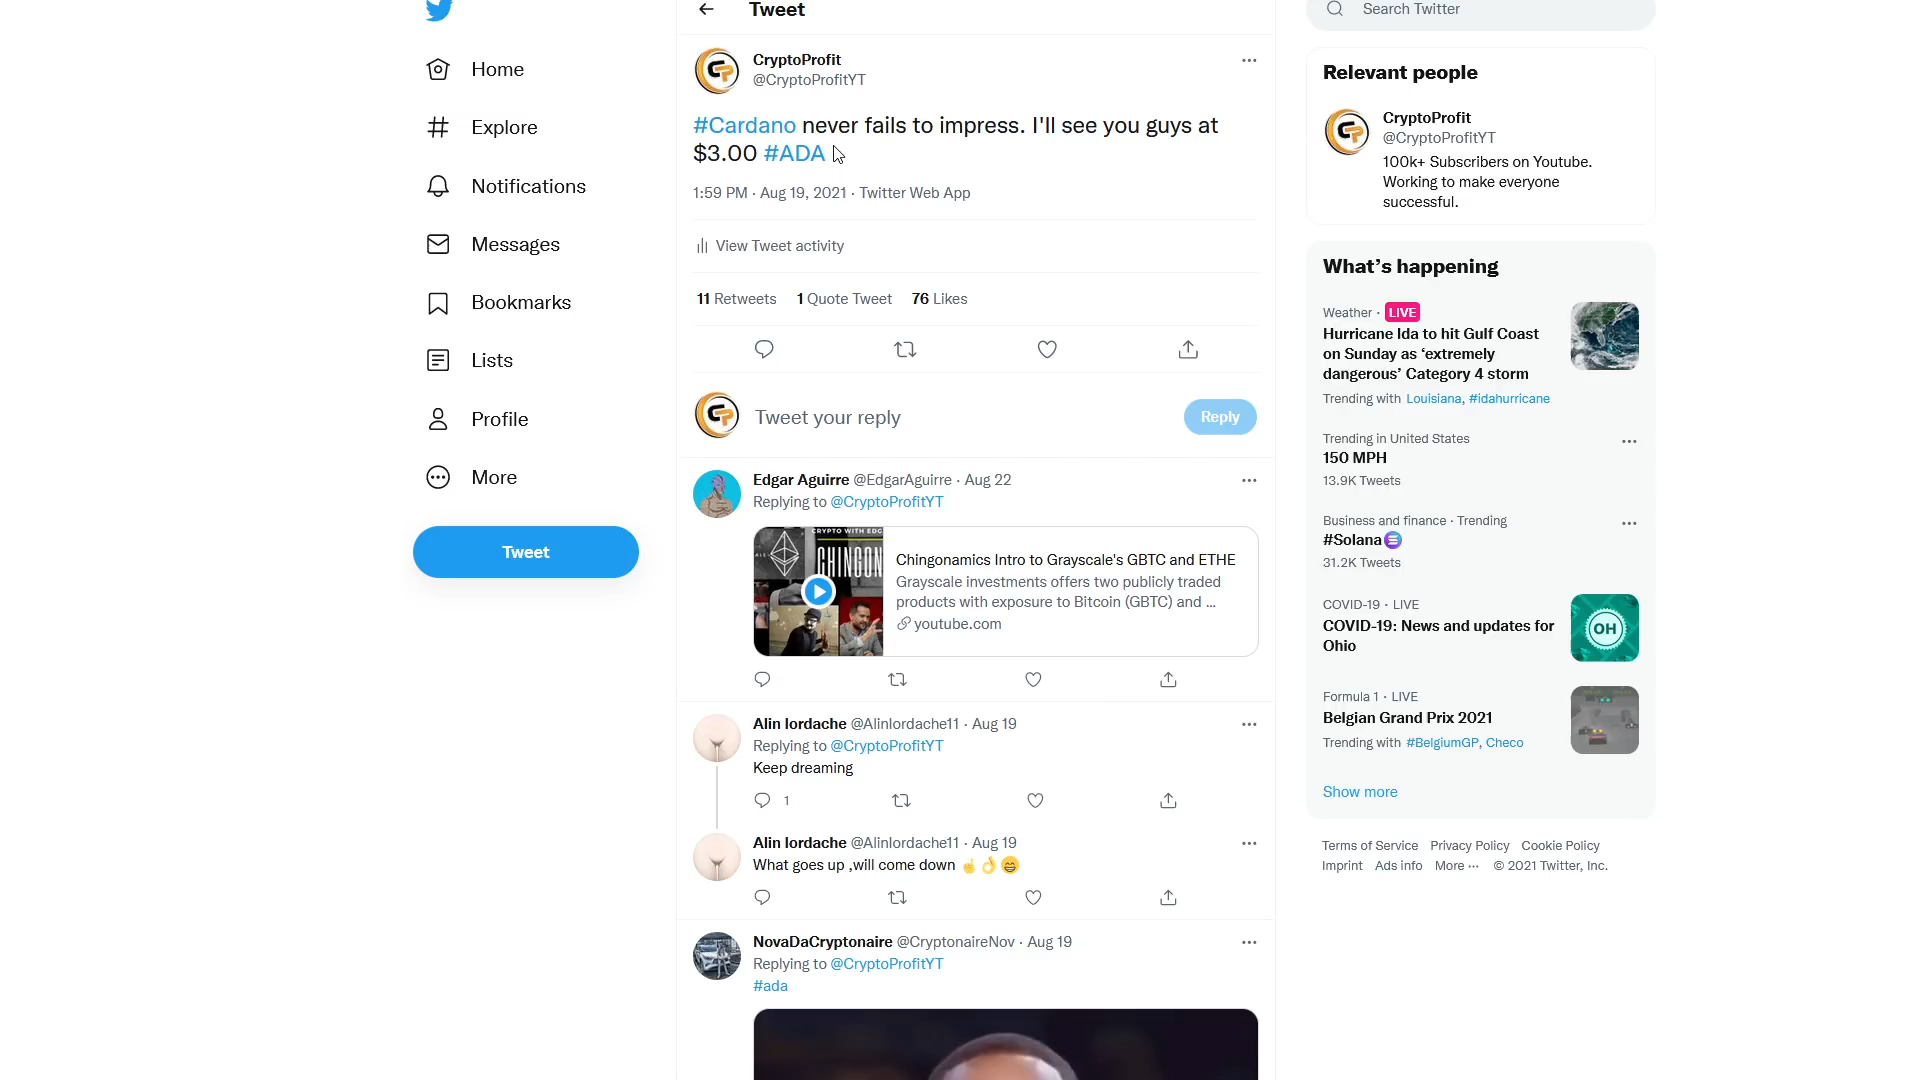 Home
Explore
Notifications
Messages
Bookmarks
Lists
Profile
More
Tweet
Tweet
CryptoProfit
@CryptoProfitYT
#Cardano never fails to impress. I'll see you guys at
$3.00 #ADA
1:59 PM · Aug 19, 2021 · Twitter Web App
View Tweet activity
11 Retweets 1 Quote Tweet 76 Likes
Tweet your reply
Reply
Edgar Aguirre @EdgarAguirre · Aug 22
Replying to @CryptoProfitYT
CRYPTO WITH EDG
CHINGON
Chingonamics Intro to Grayscale's GBTC and ETHE
Grayscale investments offers two publicly traded
products with exposure to Bitcoin (GBTC) and ...
youtube.com
Alin Iordache @AlinIordache11 · Aug 19
Replying to @CryptoProfitYT
Keep dreaming
1
Alin Iordache @AlinIordache11 · Aug 19
What goes up ,will come down ☝️👌😁
NovaDaCryptonaire @CryptonaireNov · Aug 19
Replying to @CryptoProfitYT
#ada
Search Twitter
Relevant people
CryptoProfit
@CryptoProfitYT
100k+ Subscribers on Youtube.
Working to make everyone
successful.
What's happening
Weather · LIVE
Hurricane Ida to hit Gulf Coast
on Sunday as ‘extremely
dangerous’ Category 4 storm
Trending with Louisiana, #idahurricane
Trending in United States
150 MPH
13.9K Tweets
Business and finance · Trending
#Solana
31.2K Tweets
COVID-19 · LIVE
COVID-19: News and updates for
Ohio
OH
Formula 1 · LIVE
Belgian Grand Prix 2021
Trending with #BelgiumGP, Checo
Show more
Terms of Service Privacy Policy Cookie Policy
Imprint Ads info More ··· © 2021 Twitter, Inc.